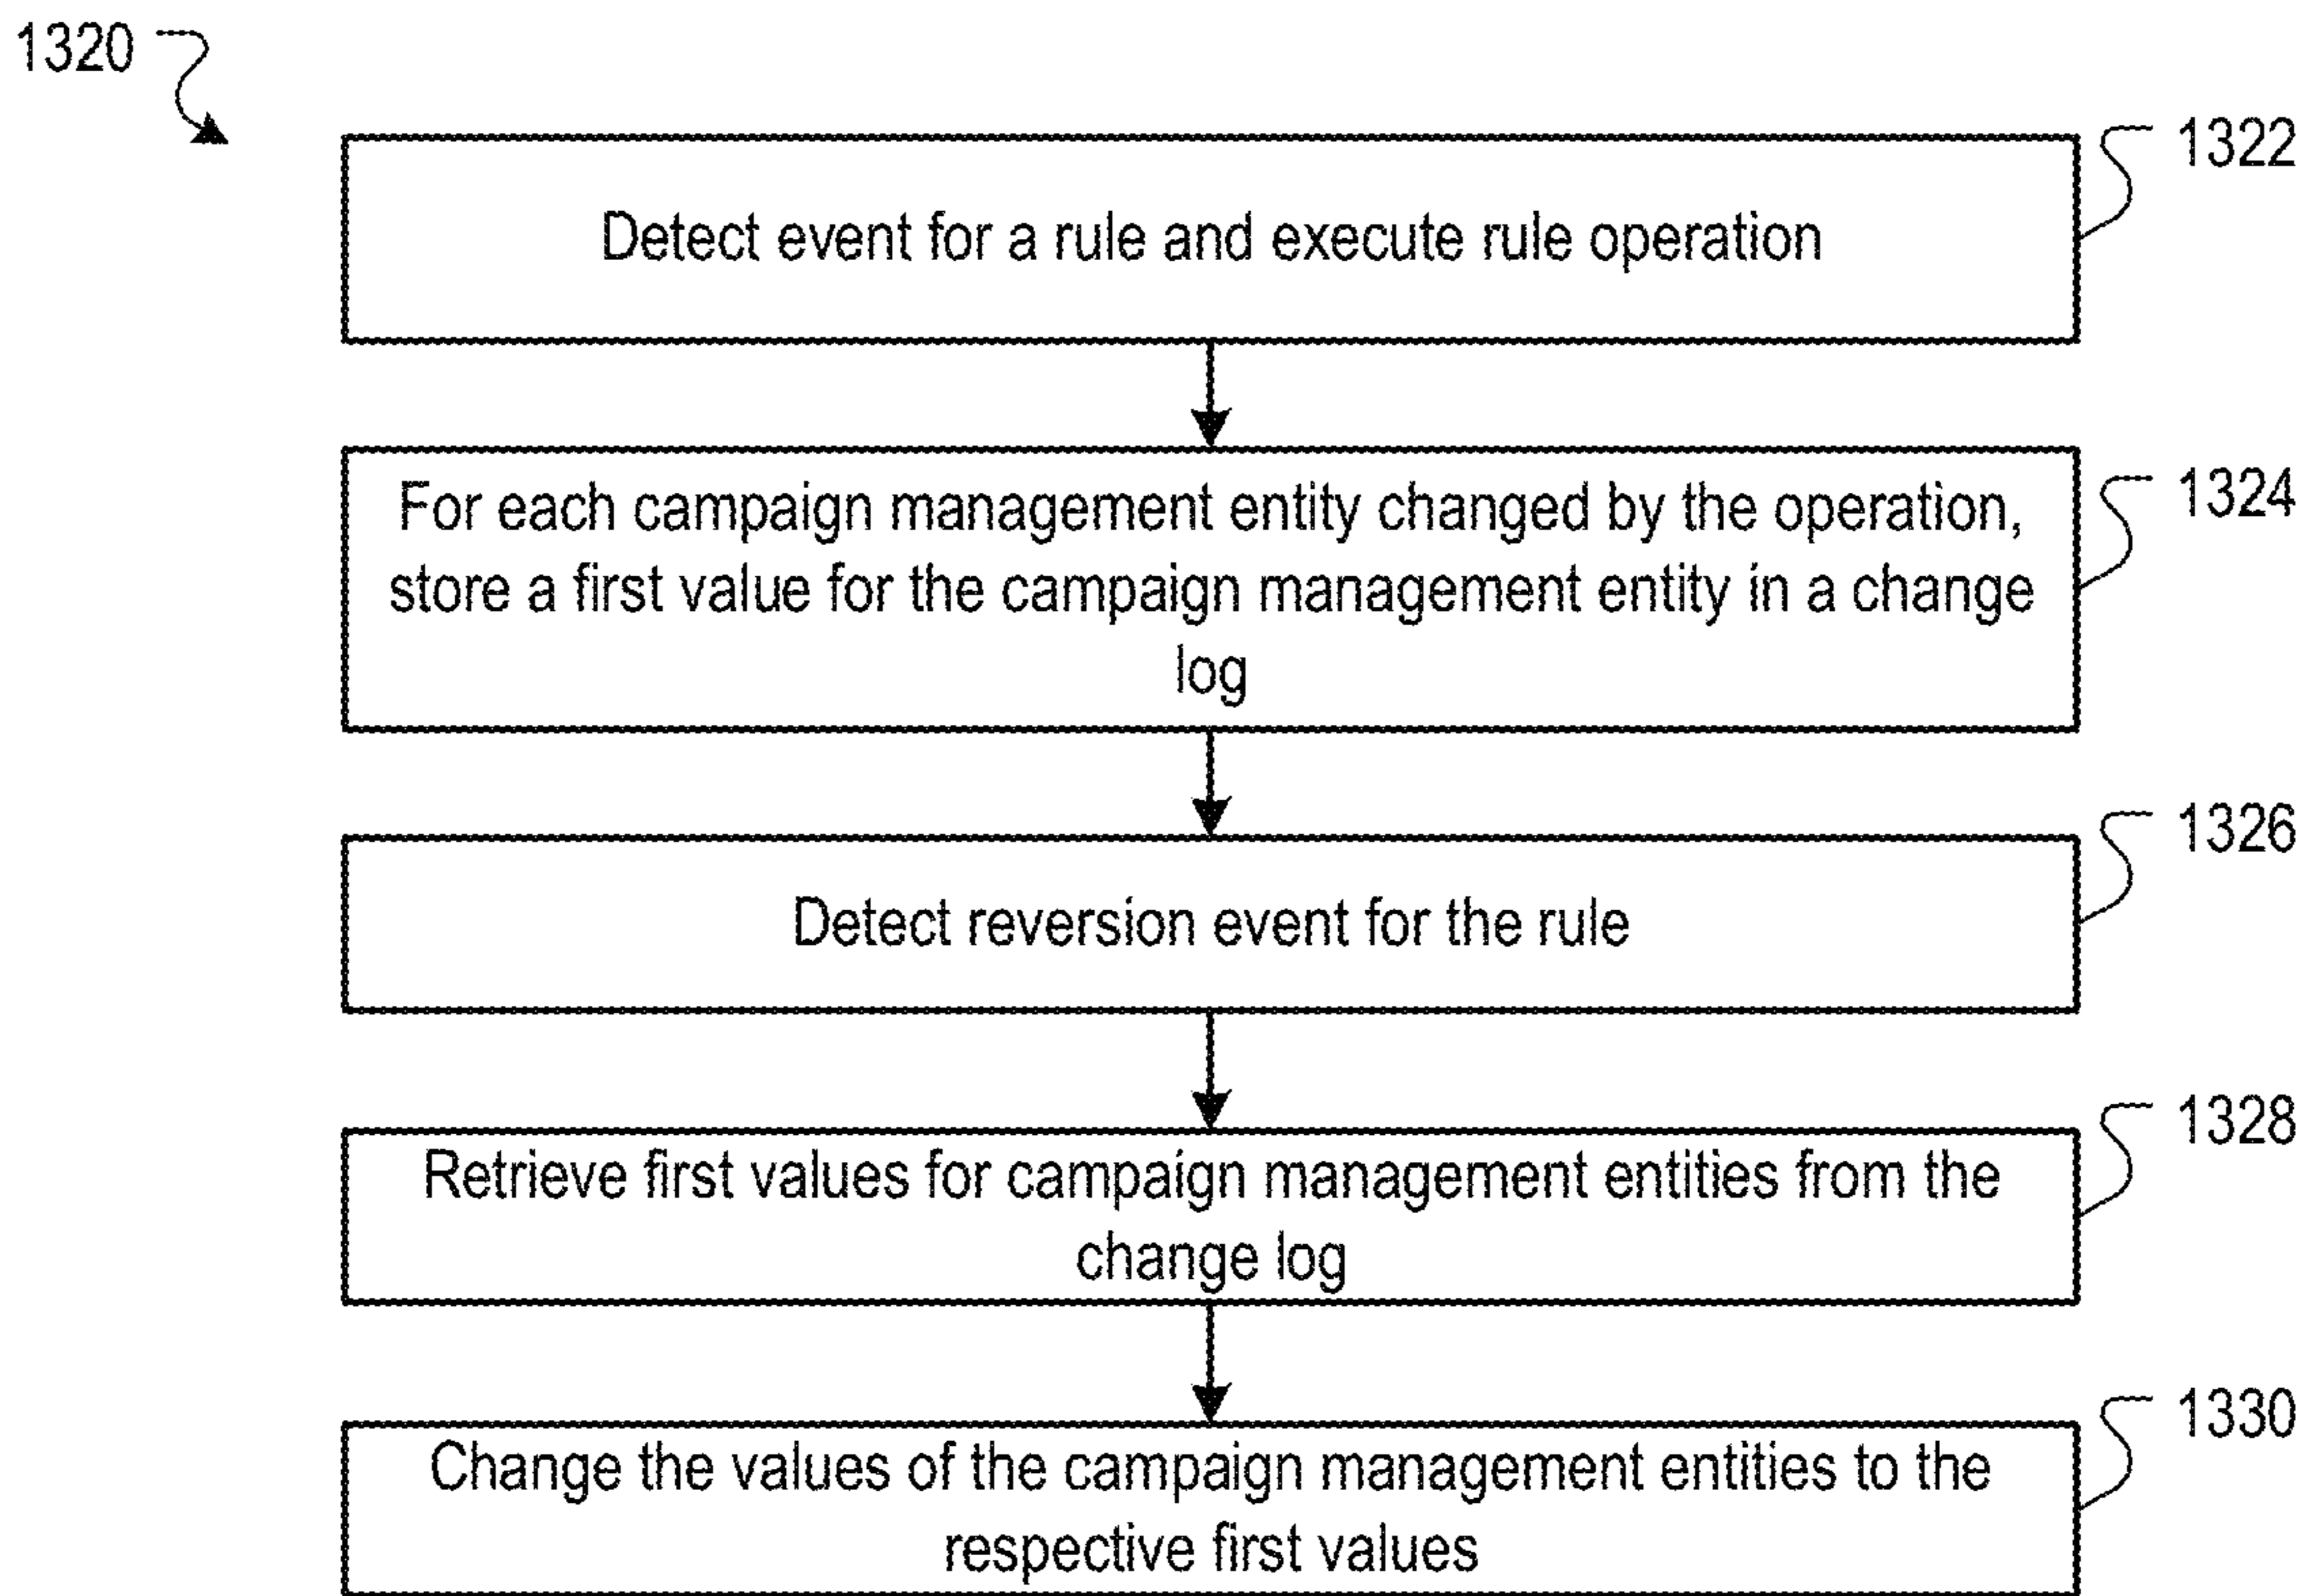 1320
1322
Detect event for a rule and execute rule operation
1324
For each campaign management entity changed by the operation,
store a first value for the campaign management entity in a change
log
1326
Detect reversion event for the rule
1328
Retrieve first values for campaign management entities from the
change log
1330
Change the values of the campaign management entities to the
respective first values